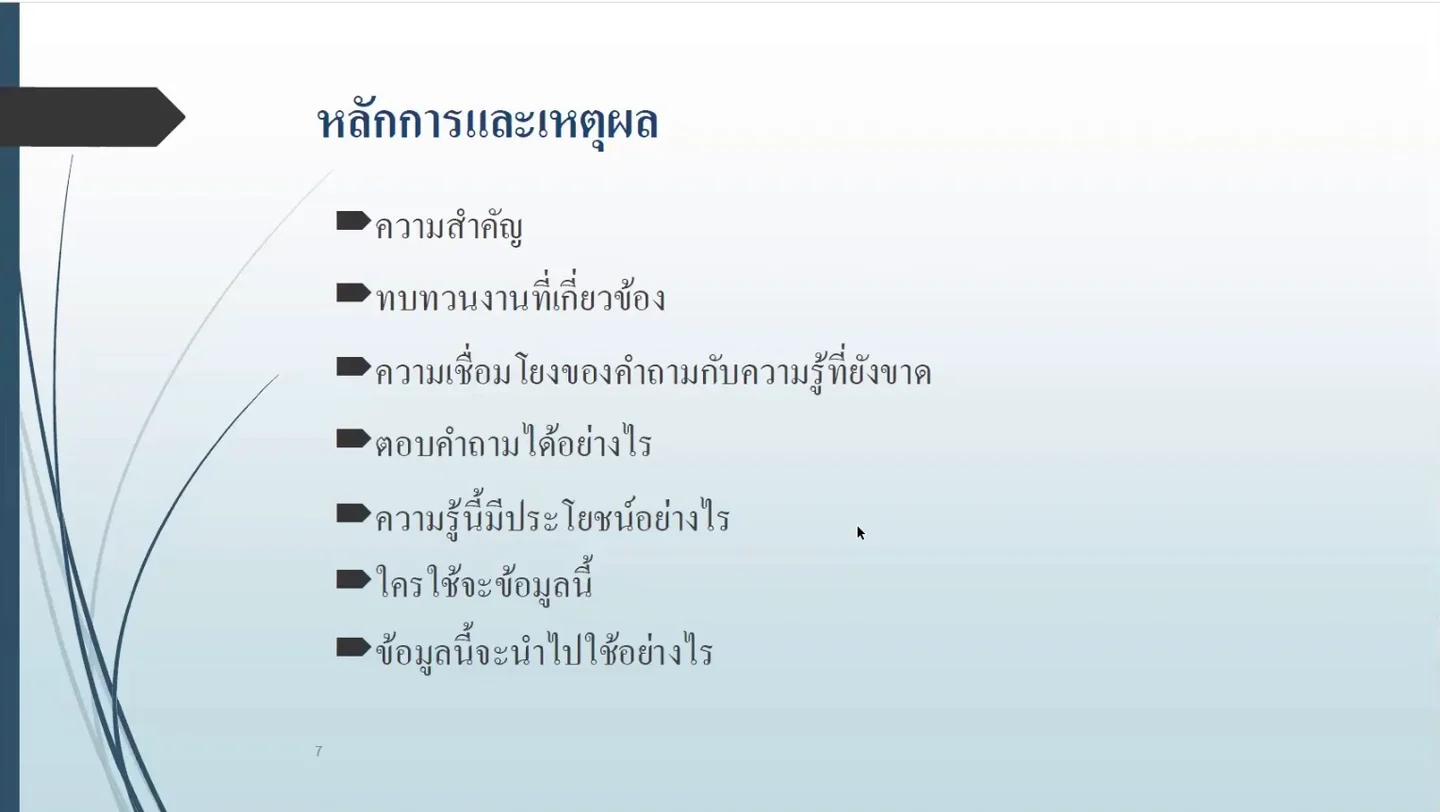 หลักการและเหตุผล
ความสำคัญ
ทบทวนงานที่เกี่ยวข้อง
ความเชื่อมโยงของคำถามกับความรู้ที่ยังขาด
ตอบคำถามได้อย่างไร
ความรู้นี้มีประโยชน์อย่างไร
ใครใช้จะข้อมูลนี้
ข้อมูลนี้จะนำไปใช้อย่างไร
7